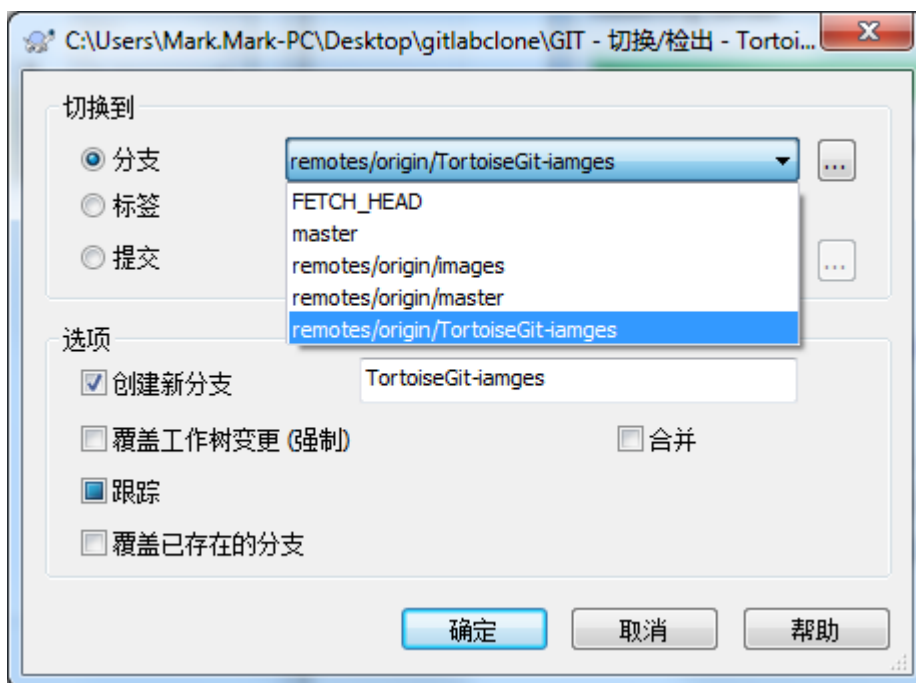 C:\Users\Mark.Mark-PC\Desktop\gitlabclone\GIT - 切换/检出 - Tortoi...
切换到
分支
remotes/origin/TortoiseGit-iamges
...
标签
FETCH_HEAD
master
提交
remotes/origin/images
...
remotes/origin/master
remotes/origin/TortoiseGit-iamges
选项
创建新分支
TortoiseGit-iamges
覆盖工作树变更 (强制)
合并
跟踪
覆盖已存在的分支
确定
取消
帮助